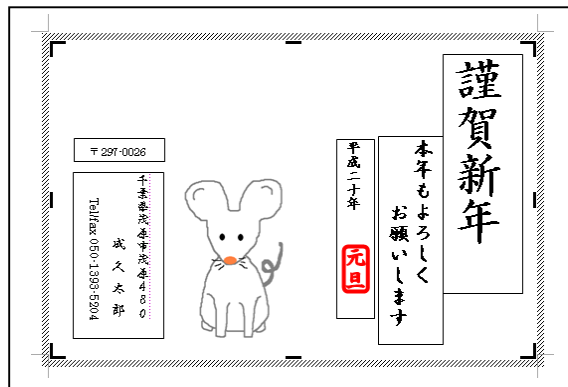 謹賀新年
本年もよろしく
お願いします
平成二十年
元旦
〒297-0026
千葉県茂原市茂原480
成久太郎
Tel/fax 050-1393-5204